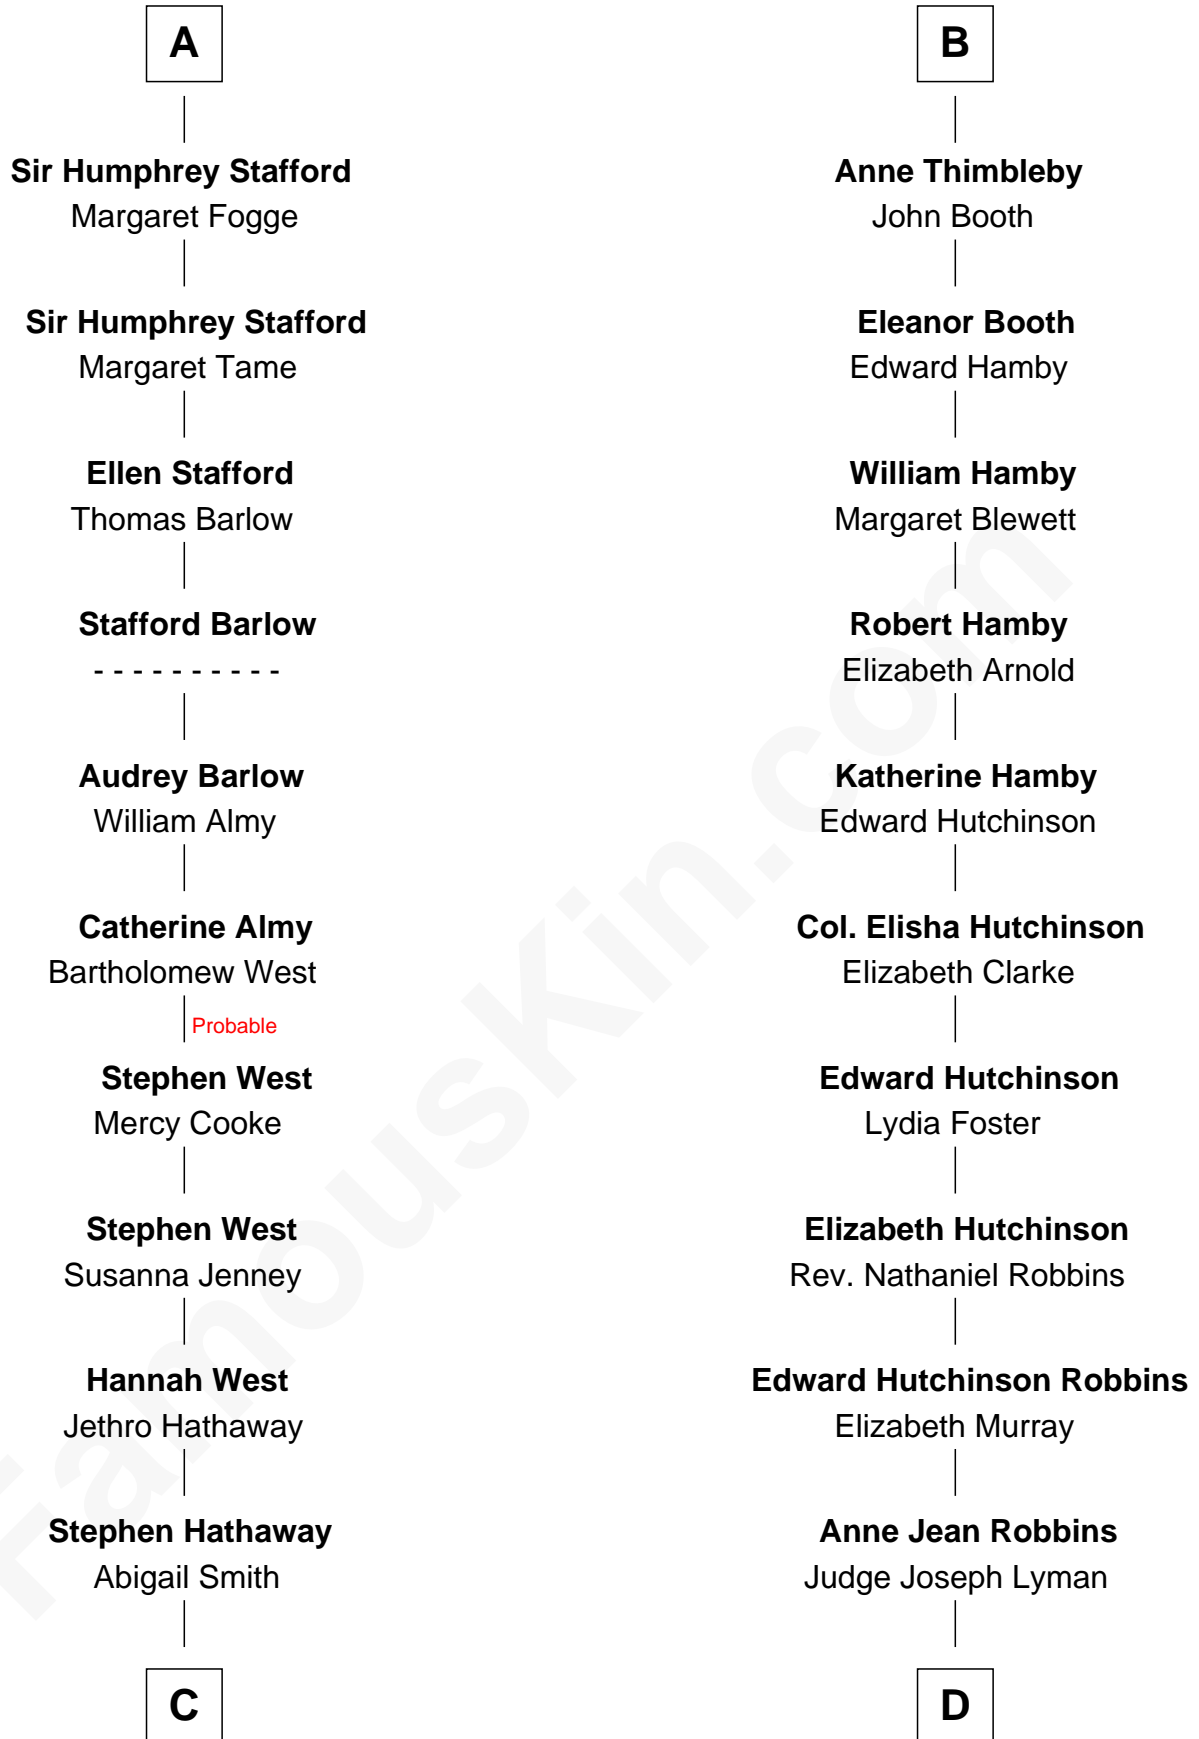 A
Sir Humphrey Stafford
Margaret Fogge
Sir Humphrey Stafford
Margaret Tame
Ellen Stafford
Thomas Barlow
Stafford Barlow
- - - - - - - - - -
Audrey Barlow
William Almy
Catherine Almy
Bartholomew West
Probable
Stephen West
Mercy Cooke
Stephen West
Susanna Jenney
Hannah West
Jethro Hathaway
Stephen Hathaway
Abigail Smith
C
B
Anne Thimbleby
John Booth
Eleanor Booth
Edward Hamby
William Hamby
Margaret Blewett
Robert Hamby
Elizabeth Arnold
Katherine Hamby
Edward Hutchinson
Col. Elisha Hutchinson
Elizabeth Clarke
Edward Hutchinson
Lydia Foster
Elizabeth Hutchinson
Rev. Nathaniel Robbins
Edward Hutchinson Robbins
Elizabeth Murray
Anne Jean Robbins
Judge Joseph Lyman
D
FamousKin.com